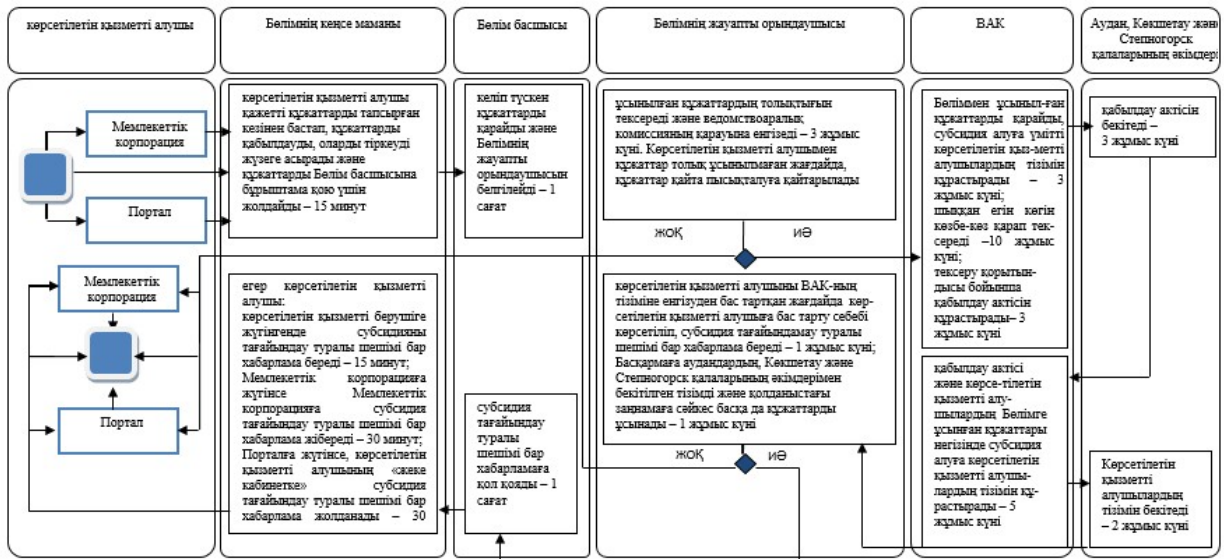 көрсетілетін қызметті алушы
Бөлімнің кеңсе маманы
Бөлім басшысы
Бөлімнің жауапты орындаушысы
ВАК
Аудан, Көкшетау және
Степногорск
қалаларының әкімдері
Мемлекеттік
корпорация
Портал
көрсетілетін қызметті алушы
қажетті құжаттарды тапсырған
кезінен бастап, құжаттарды
қабылдауды, оларды тіркеуді
жүзеге асырады және
құжаттарды Бөлім басшысына
бұрыштама қою үшін
жолдайды – 15 минут
келіп түскен
құжаттарды
қарайды және
Бөлімнің
жауапты
орындаушысын
белгілейді – 1
сағат
ұсынылған құжаттардың толықтығын
тексереді және ведомствоаралық
комиссияның қарауына енгізеді – 3 жұмыс
күні. Көрсетілетін қызметті алушымен
құжаттар толық ұсынылмаған жағдайда,
құжаттар қайта пысықталуға қайтарылады
жоқ
иә
Бөліммен ұсыныл-ған
құжаттарды қарайды,
субсидия алуға үмітті
көрсетілетін қыз-метті
алушылардың тізімін
құрастырады – 3
жұмыс күні;
шыққан егін көгін
көзбе-көз қарап тек-
середі –10 жұмыс
күні;
тексеру қорытын-
дысы бойынша
қабылдау актісін
құрастырады– 3
жұмыс күні
қабылдау актісін
бекітеді –
3 жұмыс күні
Мемлекеттік
корпорация
Портал
егер көрсетілетін қызметті
алушы:
көрсетілетін қызметті берушіге
жүгінгенде субсидияны
тағайындау туралы шешімі бар
хабарлама береді – 15 минут;
Мемлекеттік корпорацияға
жүгінсе Мемлекеттік
корпорацияға субсидия
тағайындау туралы шешімі бар
хабарлама жібереді – 30 минут;
Порталға жүгінсе, көрсетілетін
қызметті алушының «жеке
кабинетке» субсидия
тағайындау туралы шешімі бар
хабарлама жолданады – 30
субсидия
тағайындау
туралы
шешімі бар
хабарламаға
қол қояды – 1
сағат
көрсетілетін қызметті алушыны ВАК-ның
тізіміне енгізуден бас тартқан жағдайда көр-
сетілетін қызметті алушыға бас тарту себебі
көрсетіліп, субсидия тағайындамау туралы
шешімі бар хабарлама береді – 1 жұмыс күні;
Басқармаға аудандардың, Көкшетау және
Степногорск қалаларының әкімдерімен
бекітілген тізімді және қолданыстағы
заңнамаға сәйкес басқа да құжаттарды
ұсынады – 1 жұмыс күні
жоқ
иә
қабылдау актісі
және көрсе-тілетін
қызметті алу-
шылардың Бөлімге
ұсынған құжаттары
негізінде субсидия
алуға көрсетілетін
қызметті алушы-
лардың тізімін құ-
растырады – 5
жұмыс күні
Көрсетілетін
қызметті
алушылардың
тізімін бекітеді
– 2 жұмыс күні